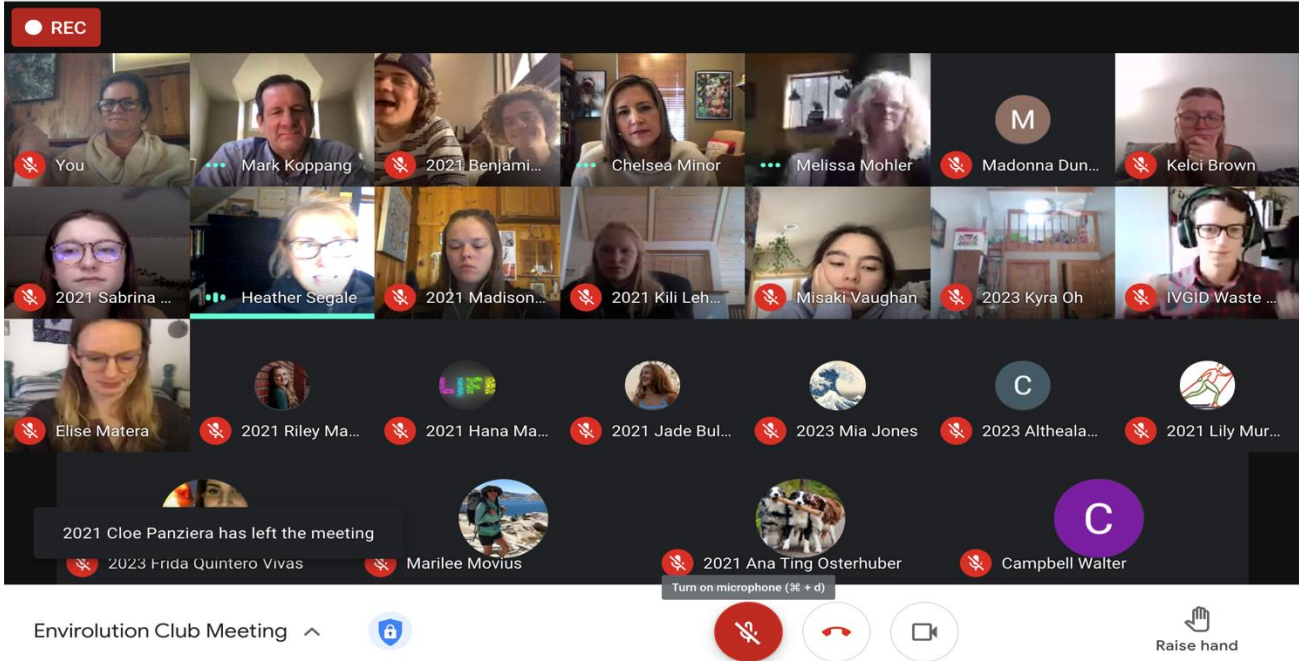 REC
You
Mark Koppang
2021 Benjami...
Chelsea Minor
Melissa Mohler
M
Madonna Dun...
Kelci Brown
2021 Sabrina ...
Heather Segale
2021 Madison...
2021 Kili Leh...
Misaki Vaughan
2023 Kyra Oh
IVGID Waste ...
Elise Matera
2021 Riley Ma...
LIFE
2021 Hana Ma...
2021 Jade Bul...
2023 Mia Jones
C
2023 Altheala...
2021 Lily Mur...
2021 Cloe Panziera has left the meeting
2023 Frida Quintero Vivas
Marilee Movius
2021 Ana Ting Osterhuber
C
Campbell Walter
Turn on microphone (⌘ + d)
Envirolution Club Meeting
Raise hand